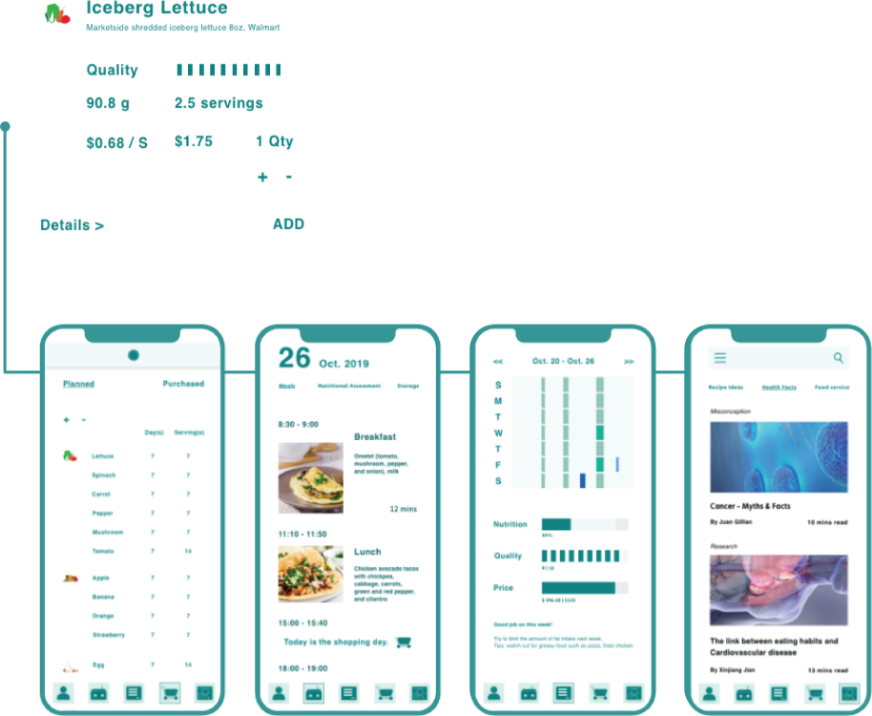 Iceberg Lettuce
Marketside shredded iceberg lettuce 8oz, Walmart
Quality
90.8 g 2.5 servings
$0.68 / S $1.75 1 Qty
+ -
Details > ADD
Planned Purchased
+ -
Day(s) Serving(s)
Lettuce 7 7
Spinach 7 7
Carrot 7 7
Pepper 7 7
Mushroom 7 7
Tomato 7 14
Apple 7 7
Banana 7 7
Orange 7 7
Strawberry 7 7
Egg 7 14
26 Oct. 2019
Meals Nutritional Assessment Storage
8:30 - 9:00
Breakfast
Omelet (tomato,
mushroom, pepper,
and onion), milk
12 mins
11:10 - 11:50
Lunch
Chicken avocado tacos
with chickpea,
cabbage, carrots,
green and red pepper,
and cilantro
15:00 - 15:40
Today is the shopping day.
18:00 - 19:00
<< Oct. 20 - Oct. 26 >>
S
M
T
W
T
F
S
Nutrition
Quality
9 / 10
Price
Good job on this week!
Try to limit the amount of fat intake next week.
Tips: watch out for greasy food such as pizza, fried chicken
Recipe Ideas Health Facts Food service
Misconception
Cancer - Myths & Facts
By Juan Gillian 10 mins read
Research
The link between eating habits and
Cardiovascular disease
By Xinjiang Jian 13 mins read